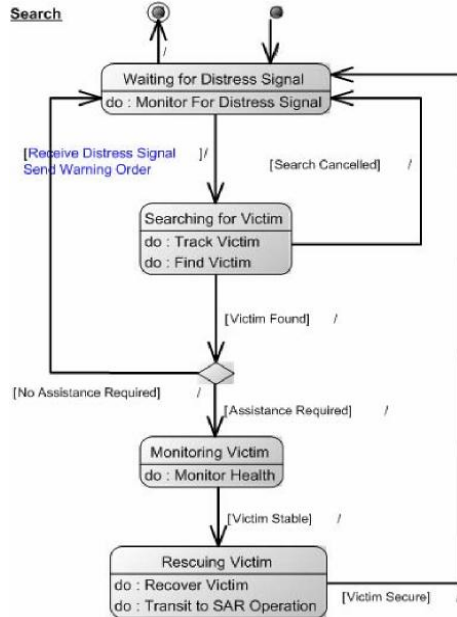 Search
/
Waiting for Distress Signal
do : Monitor For Distress Signal
[Receive Distress Signal ]/
Send Warning Order
[Search Cancelled] /
Searching for Victim
do : Track Victim
do : Find Victim
[Victim Found] /
[No Assistance Required] /
[Assistance Required] /
Monitoring Victim
do : Monitor Health
[Victim Stable] /
Rescuing Victim
do : Recover Victim
do : Transit to SAR Operation
[Victim Secure] /